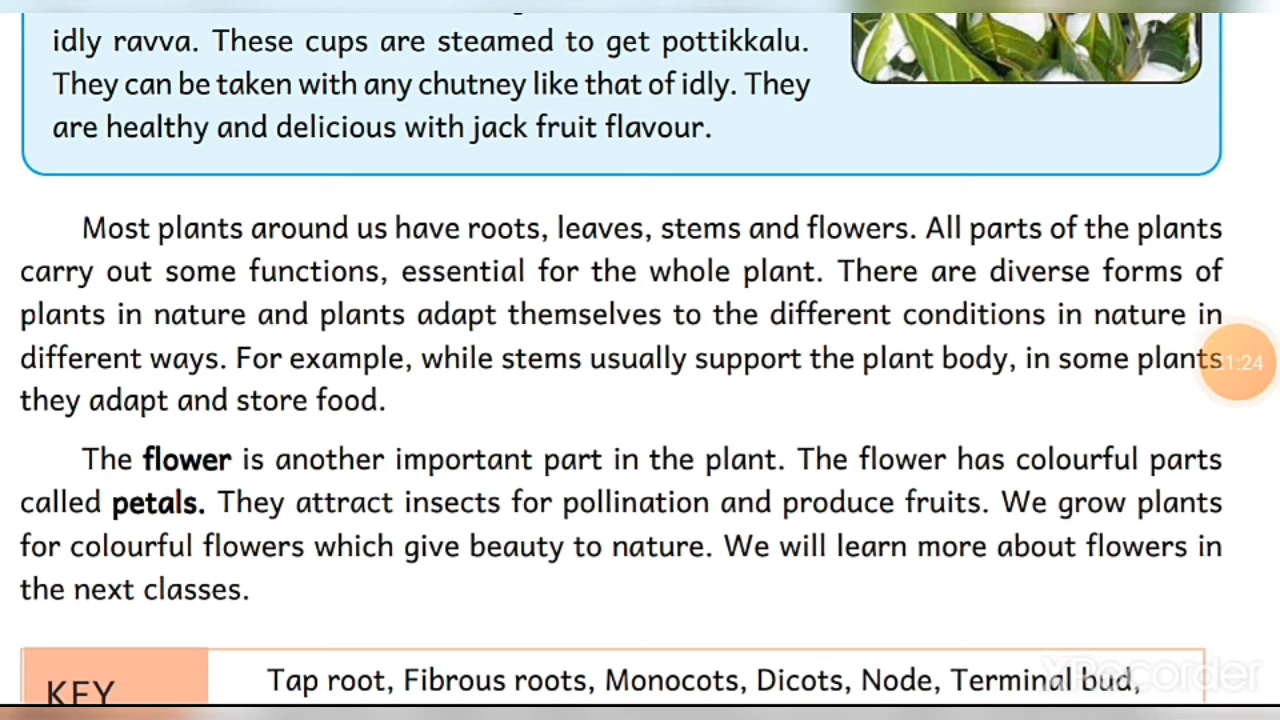 idly ravva. These cups are steamed to get pottikkalu.
They can be taken with any chutney like that of idly. They
are healthy and delicious with jack fruit flavour.
Most plants around us have roots, leaves, stems and flowers. All parts of the plants
carry out some functions, essential for the whole plant. There are diverse forms of
plants in nature and plants adapt themselves to the different conditions in nature in
different ways. For example, while stems usually support the plant body, in some plants
they adapt and store food.
The flower is another important part in the plant. The flower has colourful parts
called petals. They attract insects for pollination and produce fruits. We grow plants
for colourful flowers which give beauty to nature. We will learn more about flowers in
the next classes.
KEY
Tap root, Fibrous roots, Monocots, Dicots, Node, Terminal bud,
XRecorder